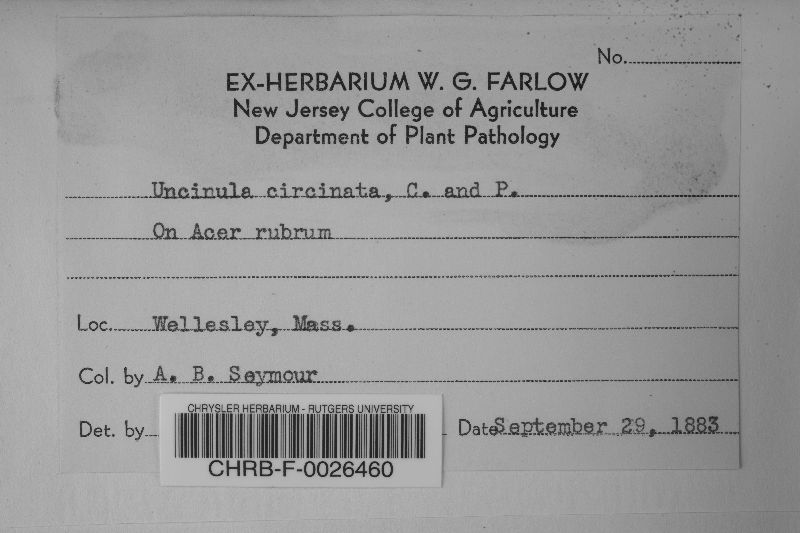 No.
EX-HERBARIUM W. G. FARLOW
New Jersey College of Agriculture
Department of Plant Pathology
Uncinula circinata, C. and P.
On Acer rubrum
Loc. Wellesley, Mass.
Col. by A. B. Seymour
Det. by
Date September 29, 1883
CHRYSLER HERBARIUM - RUTGERS UNIVERSITY
CHRB-F-0026460